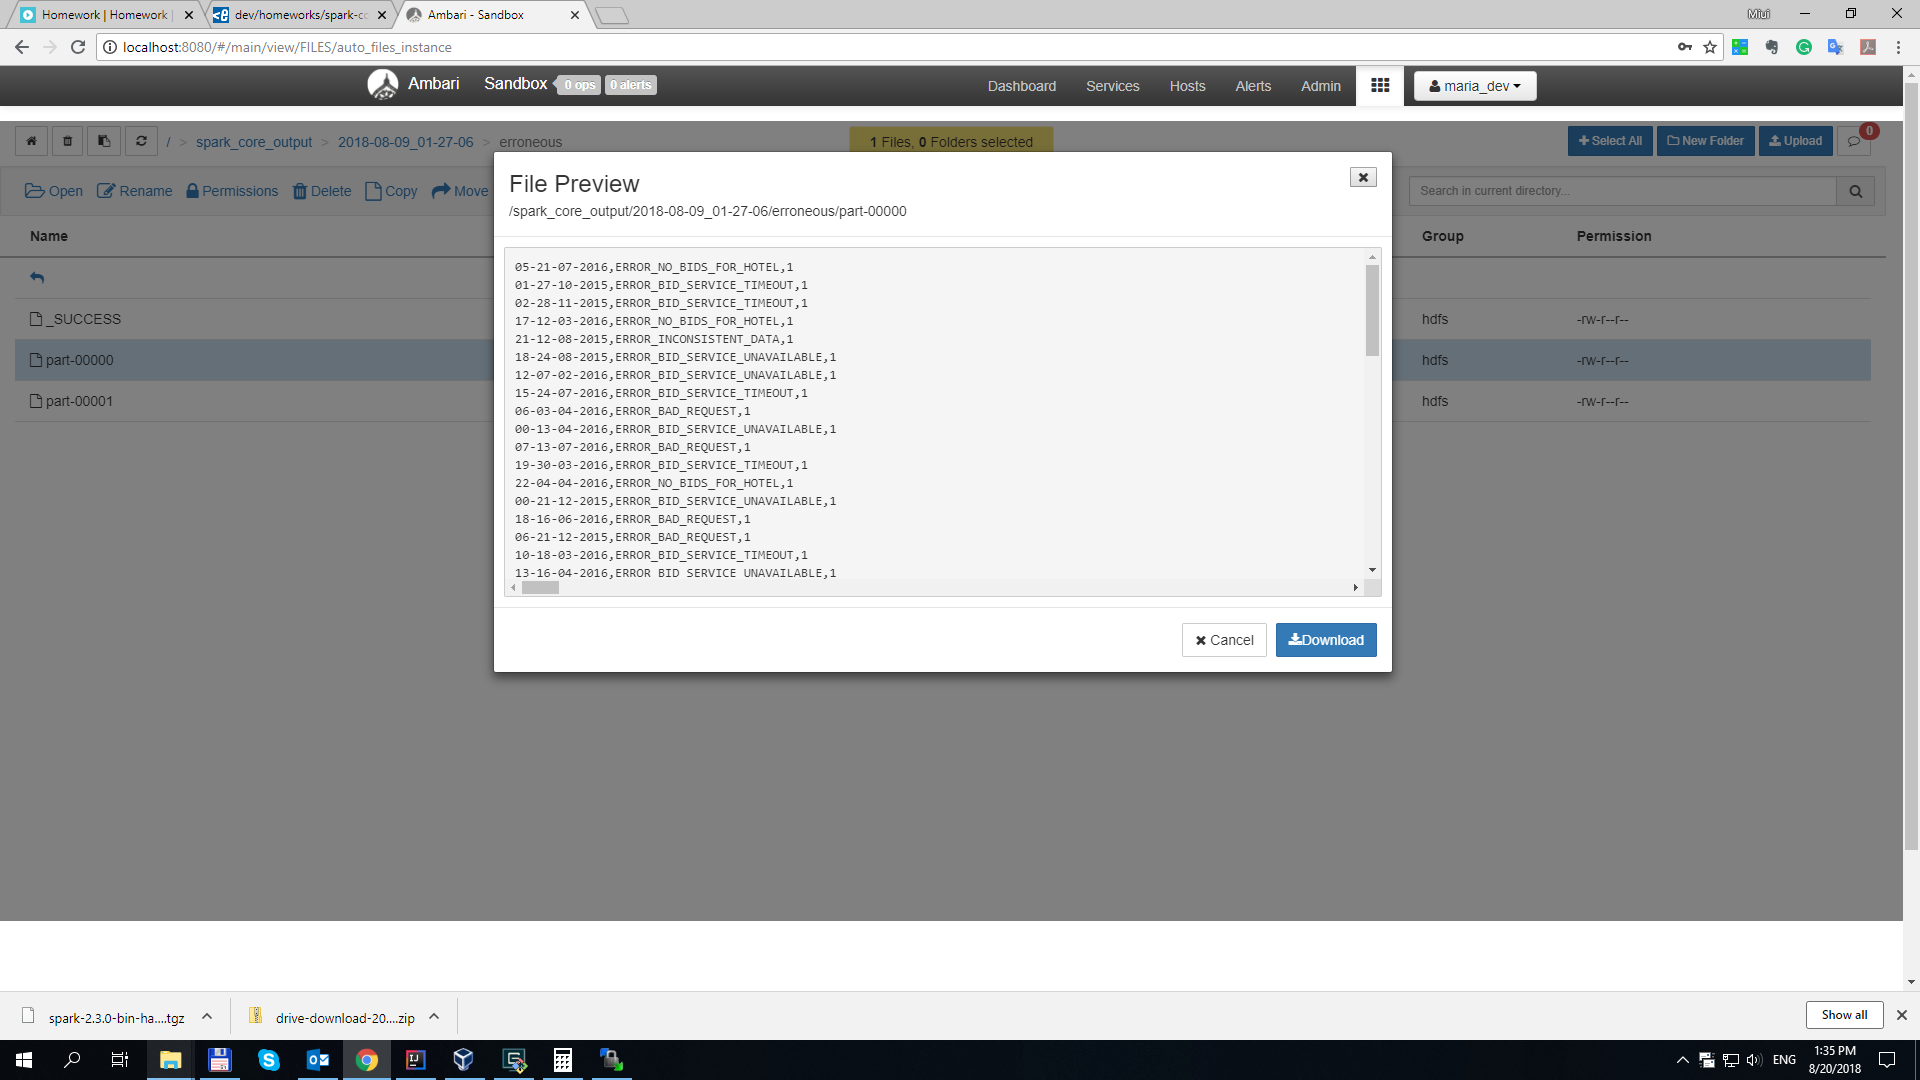 Homework | Homework
dev/homeworks/spark-co
Ambari - Sandbox
Miui
localhost:8080/#/main/view/FILES/auto_files_instance
Ambari
Sandbox
0 ops
0 alerts
Dashboard
Services
Hosts
Alerts
Admin
maria_dev
/ > spark_core_output > 2018-08-09_01-27-06 > erroneous
1 Files, 0 Folders selected
Select All
New Folder
Upload
0
Open
Rename
Permissions
Delete
Copy
Move
Search in current directory...
Name
Group
Permission
_SUCCESS
hdfs
-rw-r--r--
part-00000
hdfs
-rw-r--r--
part-00001
hdfs
-rw-r--r--
File Preview
/spark_core_output/2018-08-09_01-27-06/erroneous/part-00000
05-21-07-2016,ERROR_NO_BIDS_FOR_HOTEL,1
01-27-10-2015,ERROR_BID_SERVICE_TIMEOUT,1
02-28-11-2015,ERROR_BID_SERVICE_TIMEOUT,1
17-12-03-2016,ERROR_NO_BIDS_FOR_HOTEL,1
21-12-08-2015,ERROR_INCONSISTENT_DATA,1
18-24-08-2015,ERROR_BID_SERVICE_UNAVAILABLE,1
12-07-02-2016,ERROR_BID_SERVICE_UNAVAILABLE,1
15-24-07-2016,ERROR_BID_SERVICE_TIMEOUT,1
06-03-04-2016,ERROR_BAD_REQUEST,1
00-13-04-2016,ERROR_BID_SERVICE_UNAVAILABLE,1
07-13-07-2016,ERROR_BAD_REQUEST,1
19-30-03-2016,ERROR_BID_SERVICE_TIMEOUT,1
22-04-04-2016,ERROR_NO_BIDS_FOR_HOTEL,1
00-21-12-2015,ERROR_BID_SERVICE_UNAVAILABLE,1
18-16-06-2016,ERROR_BAD_REQUEST,1
06-21-12-2015,ERROR_BAD_REQUEST,1
10-18-03-2016,ERROR_BID_SERVICE_TIMEOUT,1
13-16-04-2016,ERROR_BID_SERVICE_UNAVAILABLE,1
Cancel
Download
spark-2.3.0-bin-ha....tgz
drive-download-20....zip
Show all
ENG
1:35 PM
8/20/2018